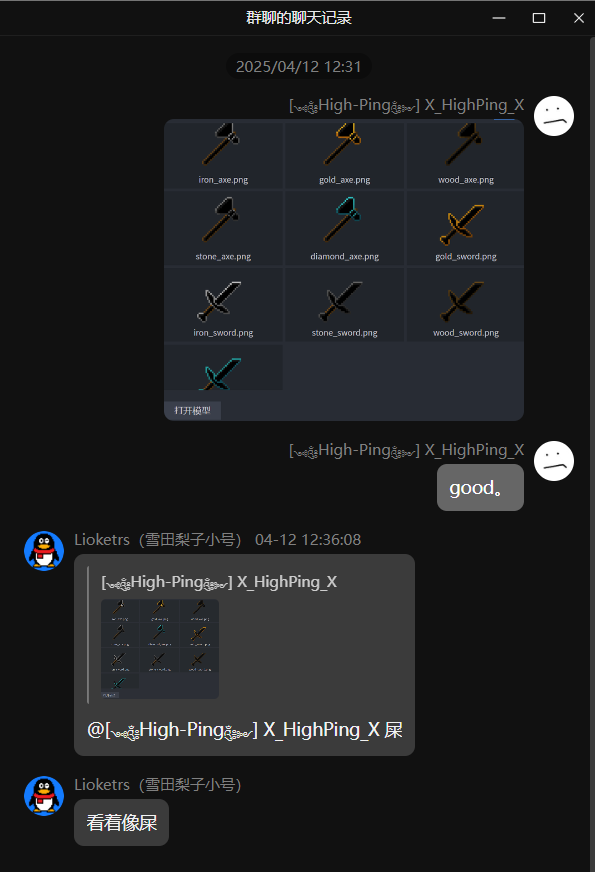 群聊的聊天记录
2025/04/12 12:31
[꧁High-Ping꧂] X_HighPing_X
iron_axe.png
gold_axe.png
wood_axe.png
stone_axe.png
diamond_axe.png
gold_sword.png
iron_sword.png
stone_sword.png
wood_sword.png
打开模型
[꧁High-Ping꧂] X_HighPing_X
good。
Lioketrs（雪田梨子小号） 04-12 12:36:08
[꧁High-Ping꧂] X_HighPing_X
@[꧁High-Ping꧂] X_HighPing_X 屎
Lioketrs（雪田梨子小号）
看着像屎